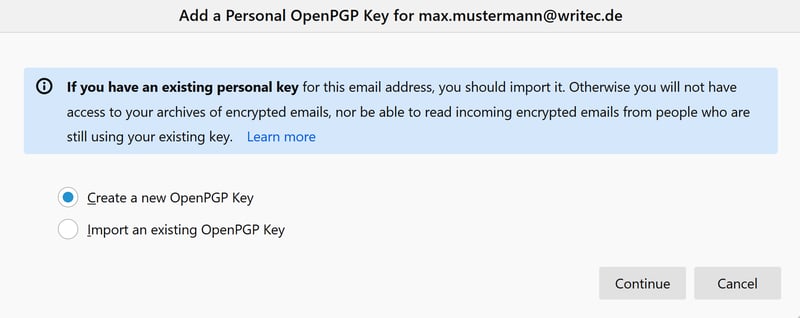 Add a Personal OpenPGP Key for max.mustermann@writec.de
If you have an existing personal key for this email address, you should import it. Otherwise you will not have
access to your archives of encrypted emails, nor be able to read incoming encrypted emails from people who are
still using your existing key. Learn more
Create a new OpenPGP Key
Import an existing OpenPGP Key
Continue Cancel